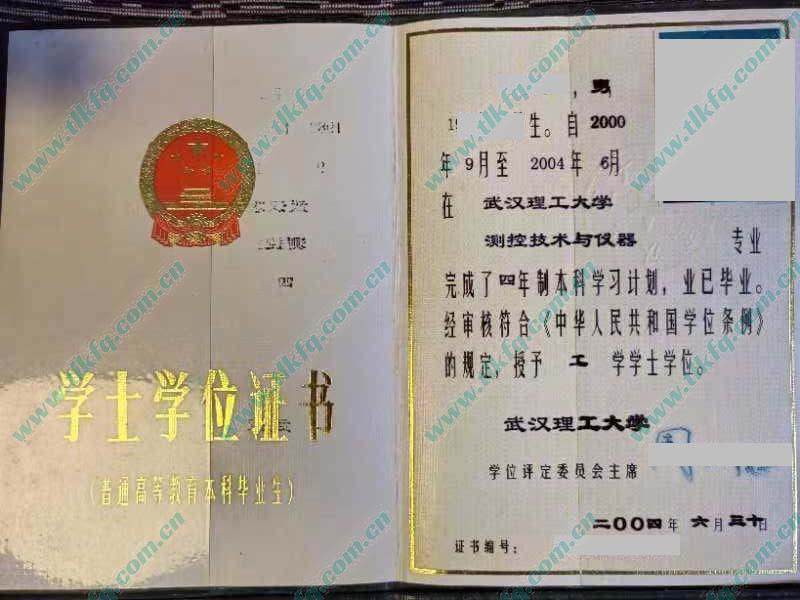 学士学位证书
(普通高等教育本科毕业生)
，男
19 生。自2000
年9月至2004年6月
在 武汉理工大学
测控技术与仪器 专业
完成了四年制本科学习计划，业已毕业。
经审核符合《中华人民共和国学位条例》
的规定，授予 工 学学士学位。
武汉理工大学
学位评定委员会主席
二〇〇四年六月三十日
证书编号：
www.tlkfq.com.cn